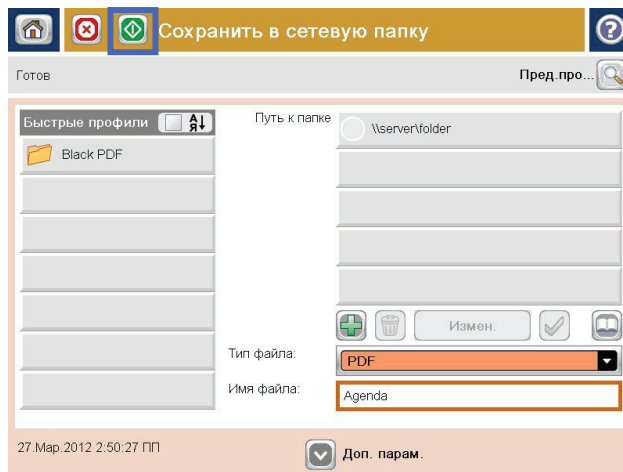 Сохранить в сетевую папку
Готов
Пред.про...
Быстрые профили
АЯ
Путь к папке
\\server\folder
Black PDF
Измен.
Тип файла:
PDF
Имя файла:
Agenda
27.Мар.2012 2:50:27 ПП
Доп. парам.